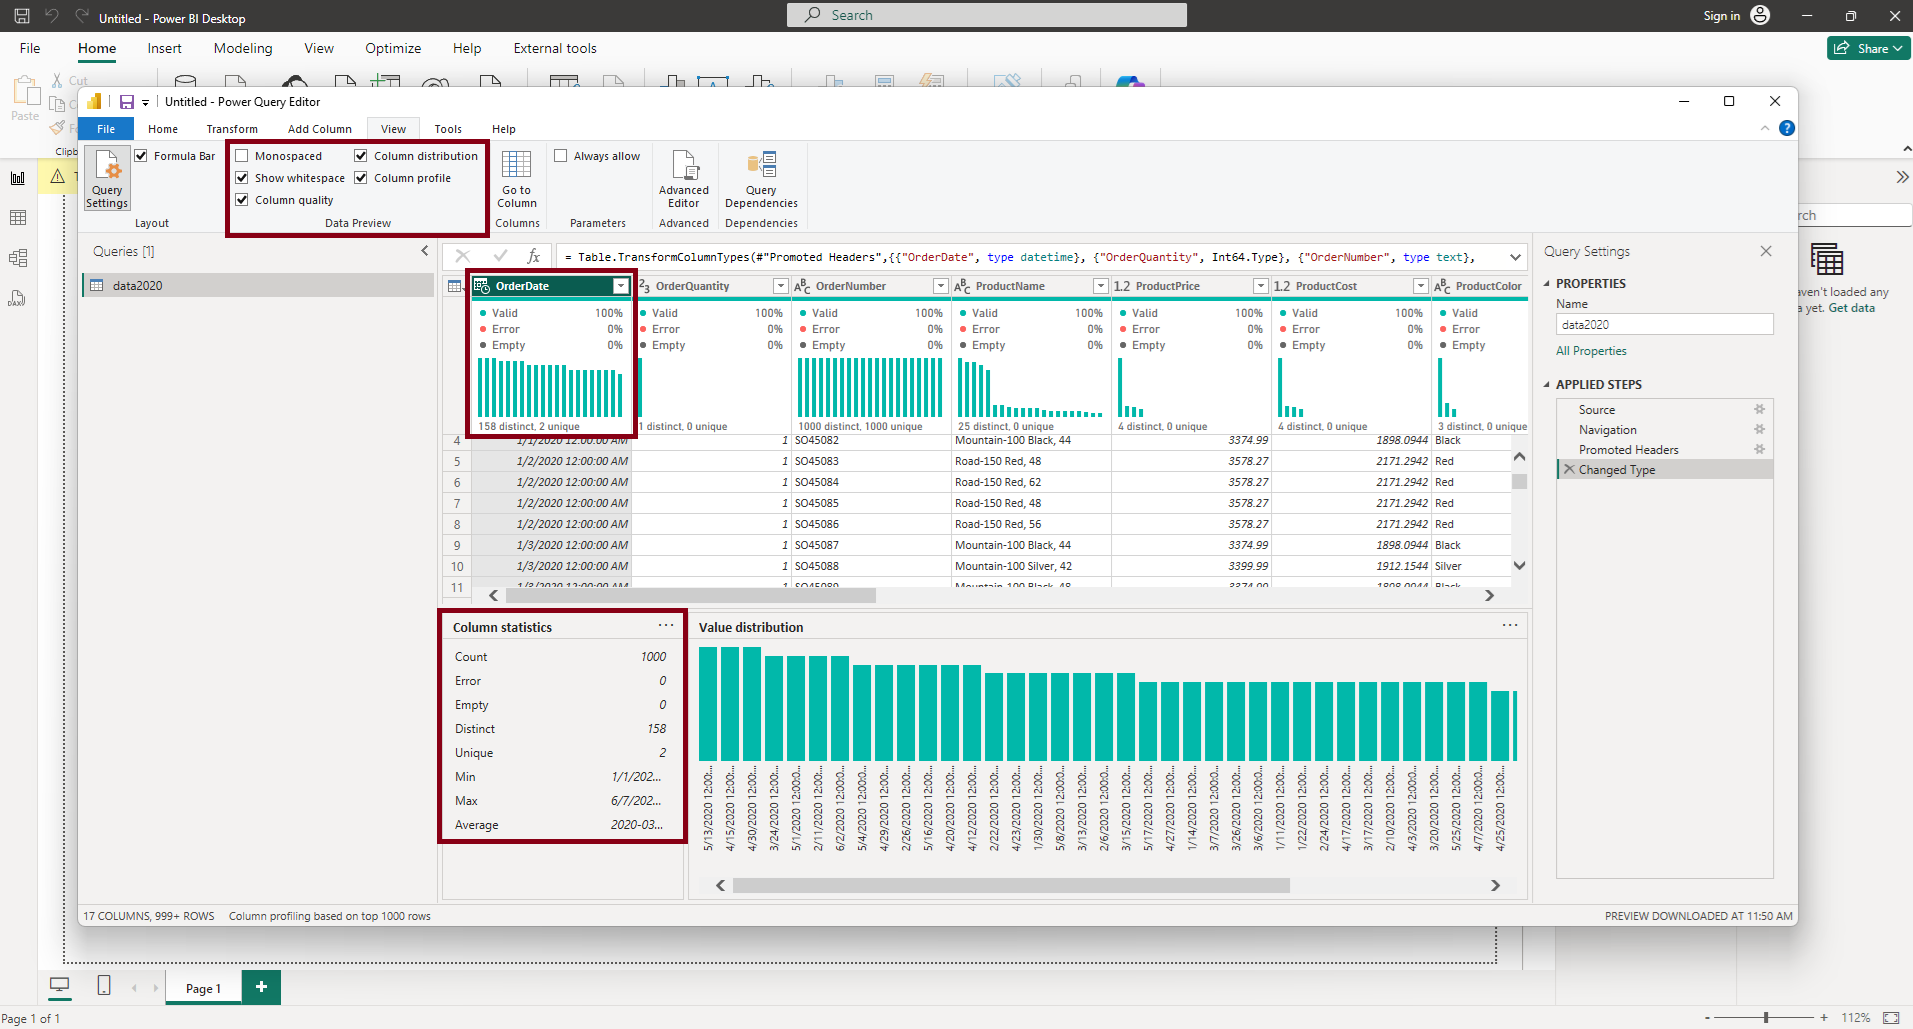 Untitled - Power BI Desktop
Search
Sign in
File Home Insert Modeling View Optimize Help External tools
Share
Paste
Cut
Clipb
Untitled - Power Query Editor
File Home Transform Add Column View Tools Help
Query Settings
Formula Bar
Layout
Monospaced
Show whitespace
Column quality
Column distribution
Column profile
Data Preview
Go to Column
Columns
Always allow
Parameters
Advanced Editor
Advanced
Query Dependencies
Dependencies
Queries [1]
data2020
fx
= Table.TransformColumnTypes(#"Promoted Headers",{{"OrderDate", type datetime}, {"OrderQuantity", Int64.Type}, {"OrderNumber", type text},
OrderDate OrderQuantity OrderNumber ProductName 1.2 ProductPrice 1.2 ProductCost ProductColor
Valid 100% Valid 100% Valid 100% Valid 100% Valid 100% Valid 100% Valid
Error 0% Error 0% Error 0% Error 0% Error 0% Error 0% Error
Empty 0% Empty 0% Empty 0% Empty 0% Empty 0% Empty 0% Empty
158 distinct, 2 unique 1 distinct, 0 unique 1000 distinct, 1000 unique 25 distinct, 0 unique 4 distinct, 0 unique 4 distinct, 0 unique 3 distinct, 0 unique
4 1/1/2020 12:00:00 AM 1 SO45082 Mountain-100 Black, 44 3374.99 1898.0944 Black
5 1/2/2020 12:00:00 AM 1 SO45083 Road-150 Red, 48 3578.27 2171.2942 Red
6 1/2/2020 12:00:00 AM 1 SO45084 Road-150 Red, 62 3578.27 2171.2942 Red
7 1/2/2020 12:00:00 AM 1 SO45085 Road-150 Red, 48 3578.27 2171.2942 Red
8 1/2/2020 12:00:00 AM 1 SO45086 Road-150 Red, 56 3578.27 2171.2942 Red
9 1/3/2020 12:00:00 AM 1 SO45087 Mountain-100 Black, 44 3374.99 1898.0944 Black
10 1/3/2020 12:00:00 AM 1 SO45088 Mountain-100 Silver, 42 3399.99 1912.1544 Silver
11 1/3/2020 12:00:00 AM 1 SO45089 Mountain-100 Black, 48 3374.99 1898.0944 Black
Column statistics
Count 1000
Error 0
Empty 0
Distinct 158
Unique 2
Min 1/1/202...
Max 6/7/202...
Average 2020-03...
Value distribution
5/13/2020 12:00...
4/15/2020 12:00...
4/30/2020 12:00...
3/24/2020 12:00...
5/1/2020 12:00...
2/11/2020 12:00...
6/2/2020 12:00...
5/4/2020 12:00...
4/29/2020 12:00...
2/26/2020 12:00...
5/16/2020 12:00...
4/20/2020 12:00...
4/12/2020 12:00...
2/22/2020 12:00...
4/23/2020 12:00...
1/30/2020 12:00...
5/8/2020 12:00...
3/13/2020 12:00...
2/6/2020 12:00...
3/15/2020 12:00...
5/17/2020 12:00...
4/27/2020 12:00...
1/14/2020 12:00...
3/7/2020 12:00...
3/26/2020 12:00...
3/6/2020 12:00...
1/11/2020 12:00...
1/22/2020 12:00...
2/24/2020 12:00...
4/17/2020 12:00...
3/17/2020 12:00...
2/10/2020 12:00...
4/3/2020 12:00...
3/20/2020 12:00...
5/25/2020 12:00...
4/7/2020 12:00...
4/25/2020 12:00...
Query Settings
PROPERTIES
Name
data2020
All Properties
APPLIED STEPS
Source
Navigation
Promoted Headers
Changed Type
rch
aven't loaded any
a yet. Get data
17 COLUMNS, 999+ ROWS Column profiling based on top 1000 rows
PREVIEW DOWNLOADED AT 11:50 AM
Page 1
Page 1 of 1
- + 112%